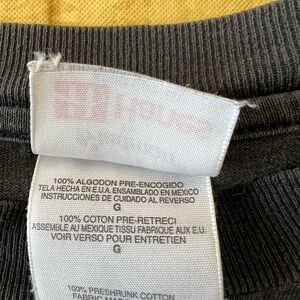 100% ALGODON PRE-ENCOGIDO
TELA HECHA EN E.U.A. ENSAMBLADO EN MEXICO
INSTRUCCIONES DE CUIDADO AL REVERSO
G
100% COTON PRE-RETRECI
ASSEMBLE AU MEXIQUE TISSU FABRIQUE AUX E.U.
VOIR VERSO POUR ENTRETIEN
G
100% PRESHRUNK COTTON